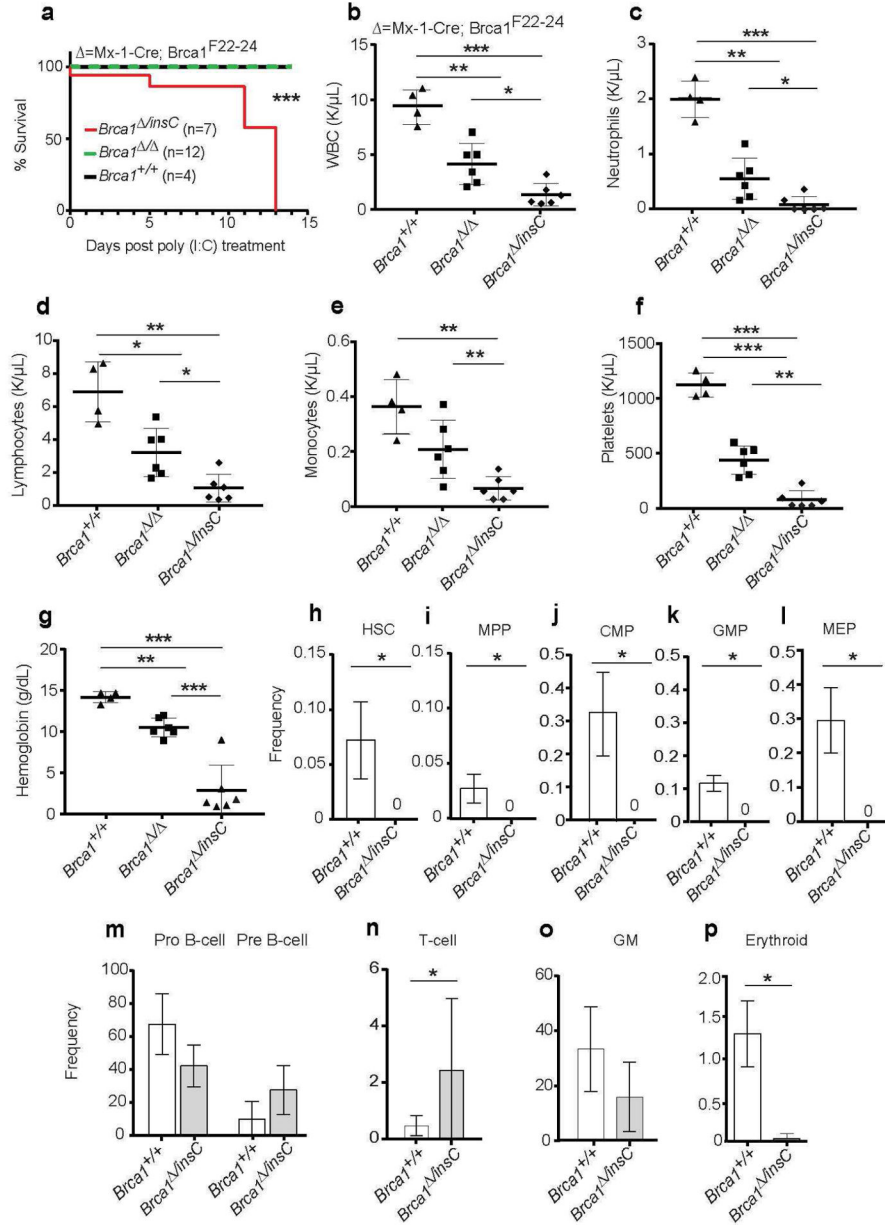 a
Δ=Mx-1-Cre; Brca1F22-24
% Survival
100
50
0
***
Brca1Δ/insC (n=7)
Brca1Δ/Δ (n=12)
Brca1+/+ (n=4)
0 5 10 15
Days post poly (I:C) treatment
b
Δ=Mx-1-Cre; Brca1F22-24
***
**
*
WBC (K/µL)
15
10
5
0
Brca1+/+ Brca1Δ/Δ Brca1Δ/insC
c
***
**
*
Neutrophils (K/µL)
3
2
1
0
Brca1+/+ Brca1Δ/Δ Brca1Δ/insC
d
**
*
*
Lymphocytes (K/µL)
10
8
6
4
2
0
Brca1+/+ Brca1Δ/Δ Brca1Δ/insC
e
**
**
Monocytes (K/µL)
0.6
0.4
0.2
0
Brca1+/+ Brca1Δ/Δ Brca1Δ/insC
f
***
***
**
Platelets (K/µL)
1500
1000
500
0
Brca1+/+ Brca1Δ/Δ Brca1Δ/insC
g
***
**
***
Hemoglobin (g/dL)
20
15
10
5
0
Brca1+/+ Brca1Δ/Δ Brca1Δ/insC
h
HSC
*
Frequency
0.15
0.10
0.05
0
0
Brca1+/+ Brca1Δ/insC
i
MPP
*
0.15
0.10
0.05
0
0
Brca1+/+ Brca1Δ/insC
j
CMP
*
0.5
0.4
0.3
0.2
0.1
0
0
Brca1+/+ Brca1Δ/insC
k
GMP
*
0.5
0.4
0.3
0.2
0.1
0
0
Brca1+/+ Brca1Δ/insC
l
MEP
*
0.5
0.4
0.3
0.2
0.1
0
0
Brca1+/+ Brca1Δ/insC
m
Pro B-cell Pre B-cell
Frequency
100
80
60
40
20
0
Brca1+/+ Brca1Δ/insC Brca1+/+ Brca1Δ/insC
n
T-cell
*
6
4
2
0
Brca1+/+ Brca1Δ/insC
o
GM
60
40
20
0
Brca1+/+ Brca1Δ/insC
p
Erythroid
*
2.0
1.5
1.0
0.5
0
Brca1+/+ Brca1Δ/insC